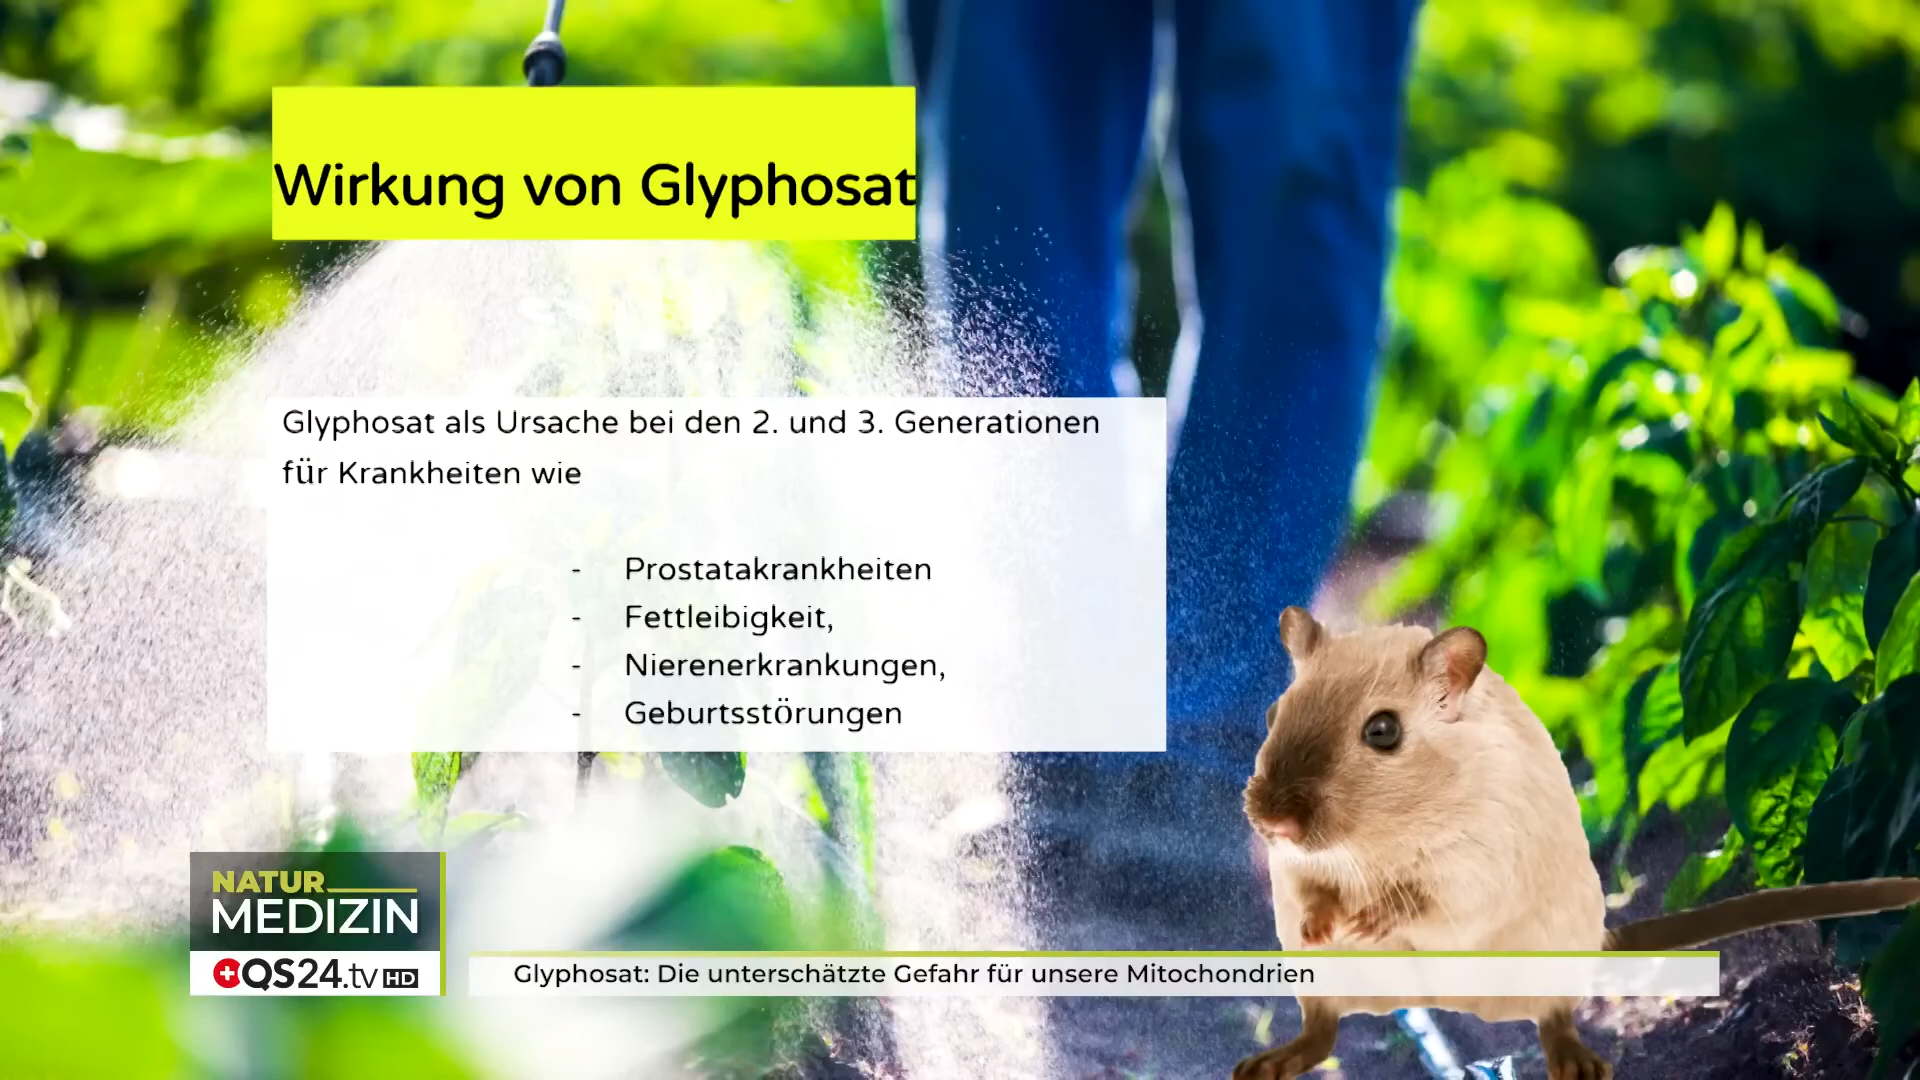 Wirkung von Glyphosat
Glyphosat als Ursache bei den 2. und 3. Generationen
für Krankheiten wie
- Prostatakrankheiten
- Fettleibigkeit,
- Nierenerkrankungen,
- Geburtsstörungen
NATUR
MEDIZIN
QS24.tv HD
Glyphosat: Die unterschätzte Gefahr für unsere Mitochondrien